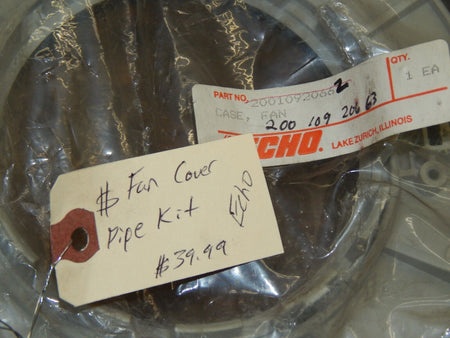 PART NO. 20010920662
QTY.
CASE, FAN
1 EA
200 109 206 63
ECHO.
LAKE ZURICH, ILLINOIS
$ Fan Cover
Pipe Kit
$39.99
Echo